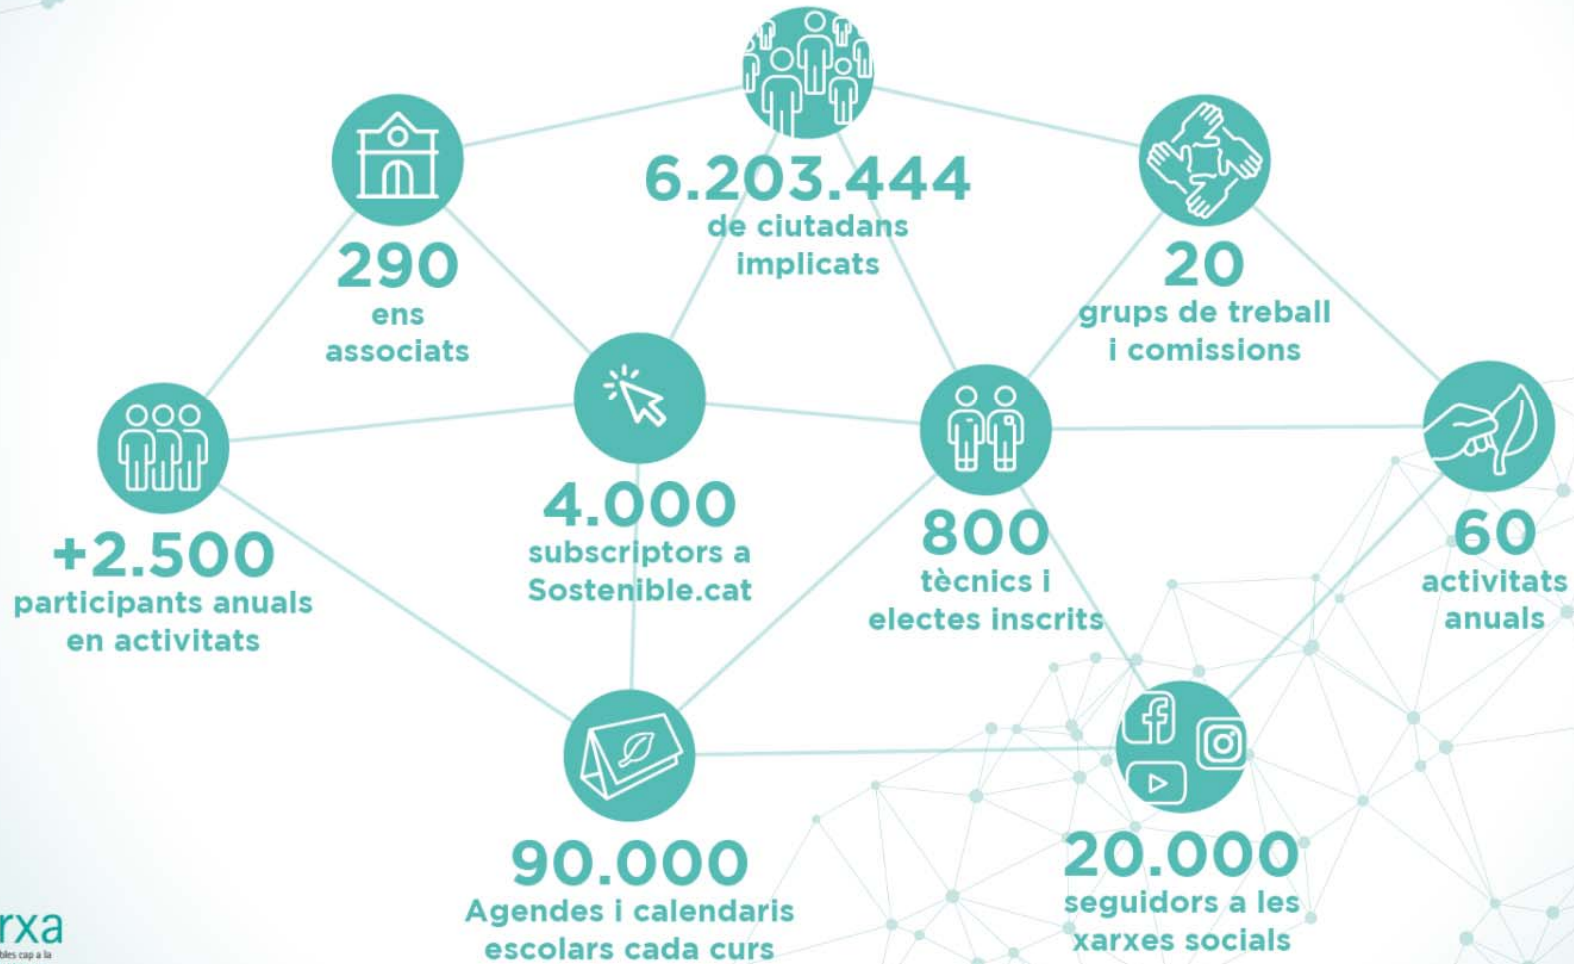 6.203.444
de ciutadans
implicats
290
ens
associats
20
grups de treball
i comissions
+2.500
participants anuals
en activitats
4.000
subscriptors a
Sostenible.cat
800
tècnics i
electes inscrits
60
activitats
anuals
90.000
Agendes i calendaris
escolars cada curs
20.000
seguidors a les
xarxes socials
cap a la